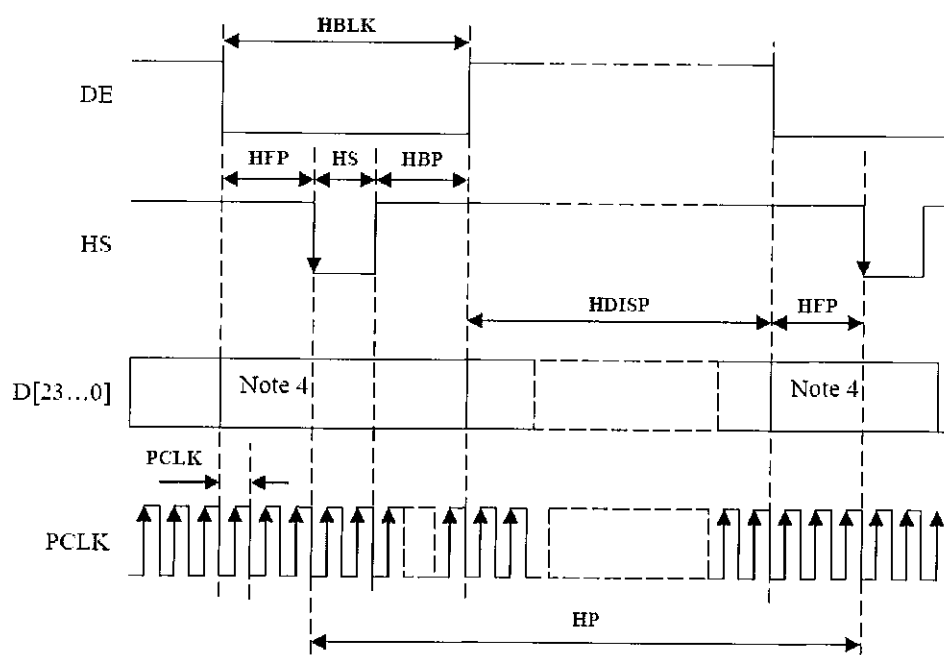 HBLK
DE
HFP HS HBP
HS
HDISP HFP
D[23...0] Note 4 Note 4
PCLK
PCLK
HP